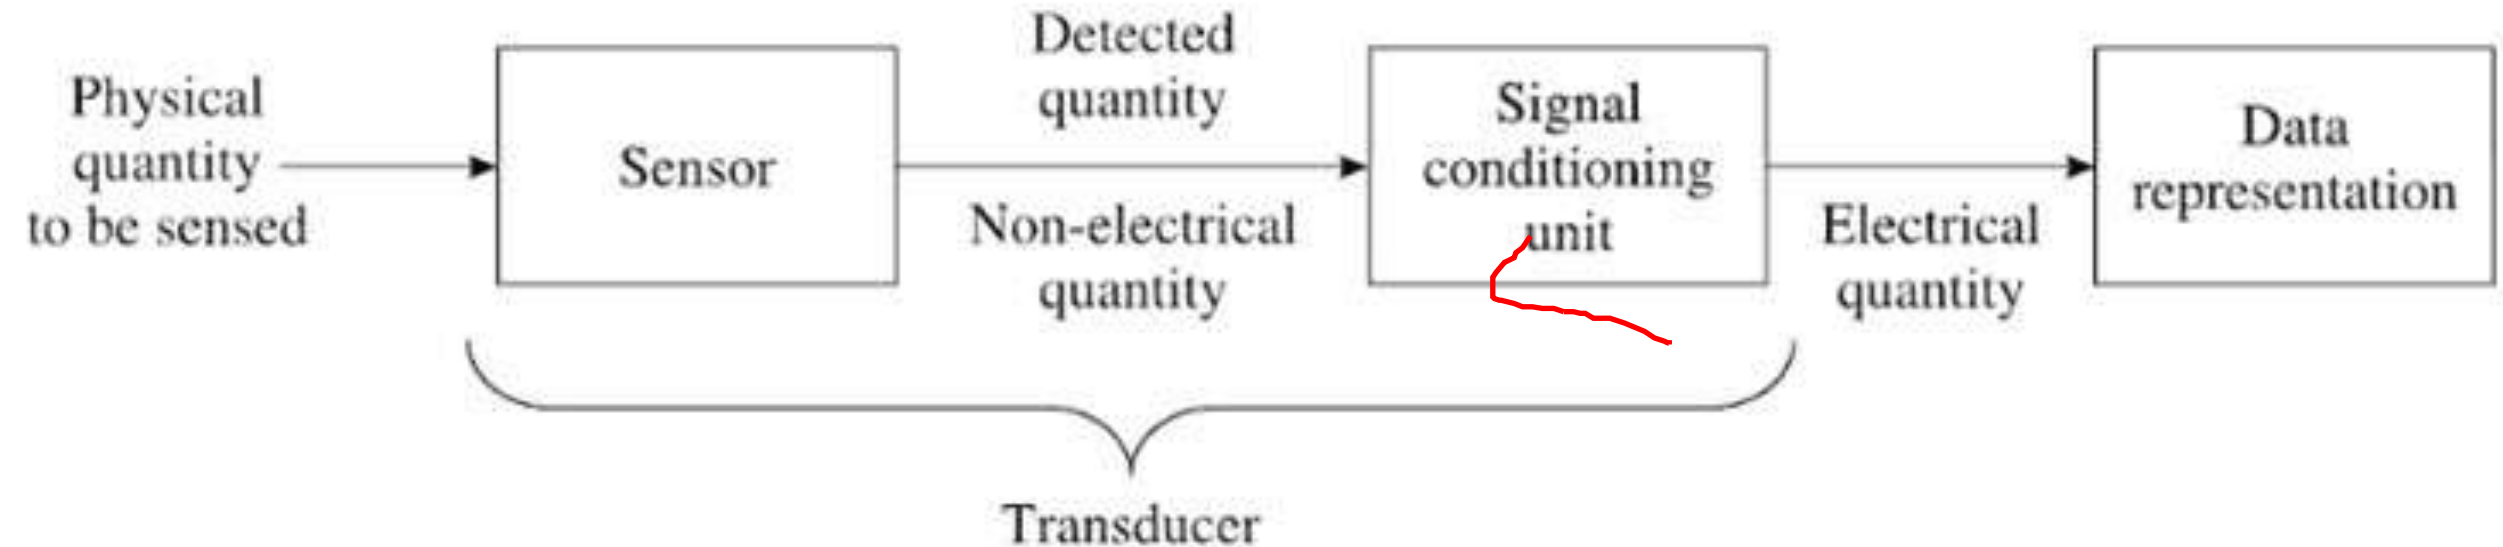 Physical
quantity
to be sensed
Sensor
Detected
quantity
Non-electrical
quantity
Signal
conditioning
unit
Electrical
quantity
Data
representation
Transducer